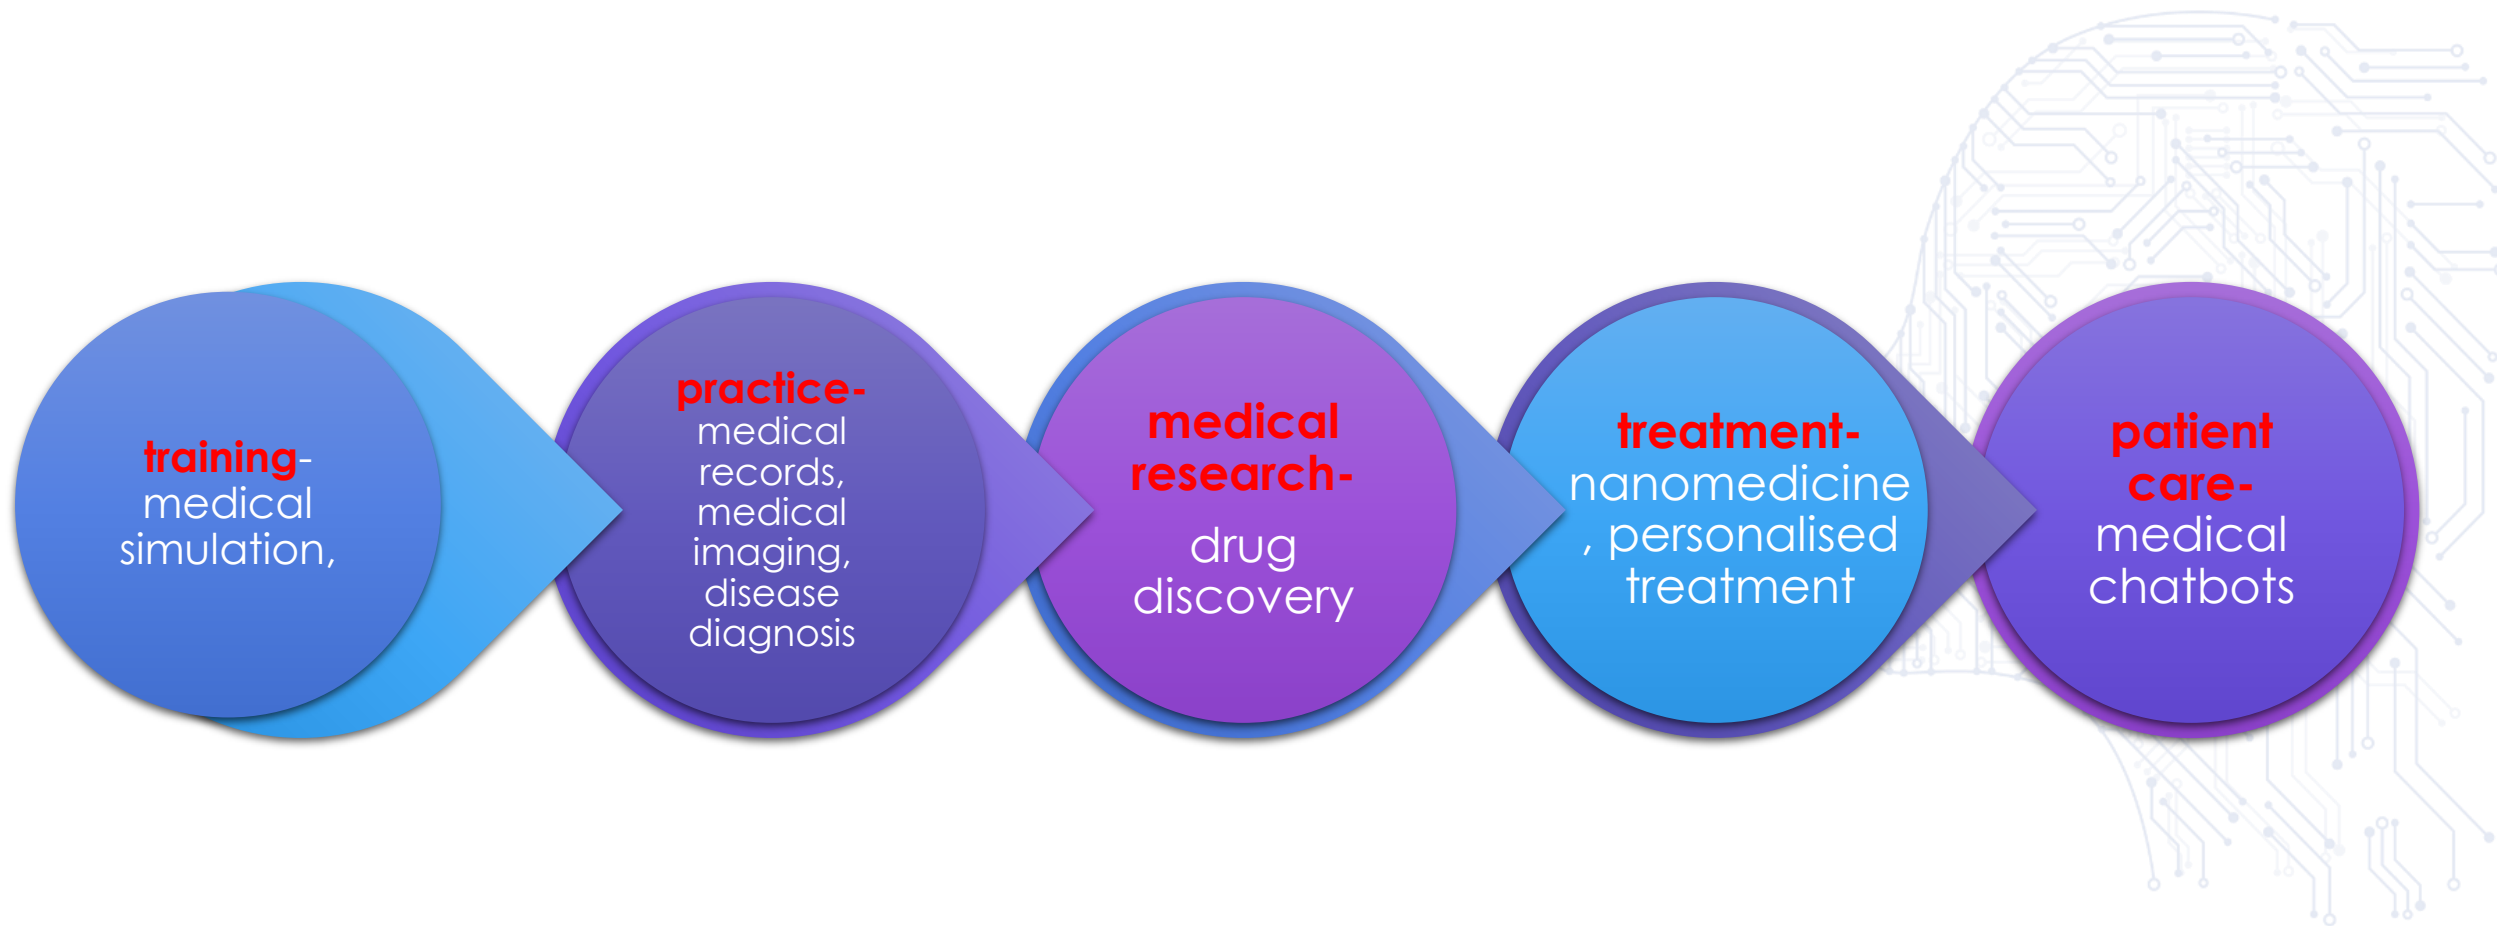 training-
medical
simulation,
practice-
medical
records,
medical
imaging,
disease
diagnosis
medical
research-
drug
discovery
treatment-
nanomedicine
, personalised
treatment
patient
care-
medical
chatbots